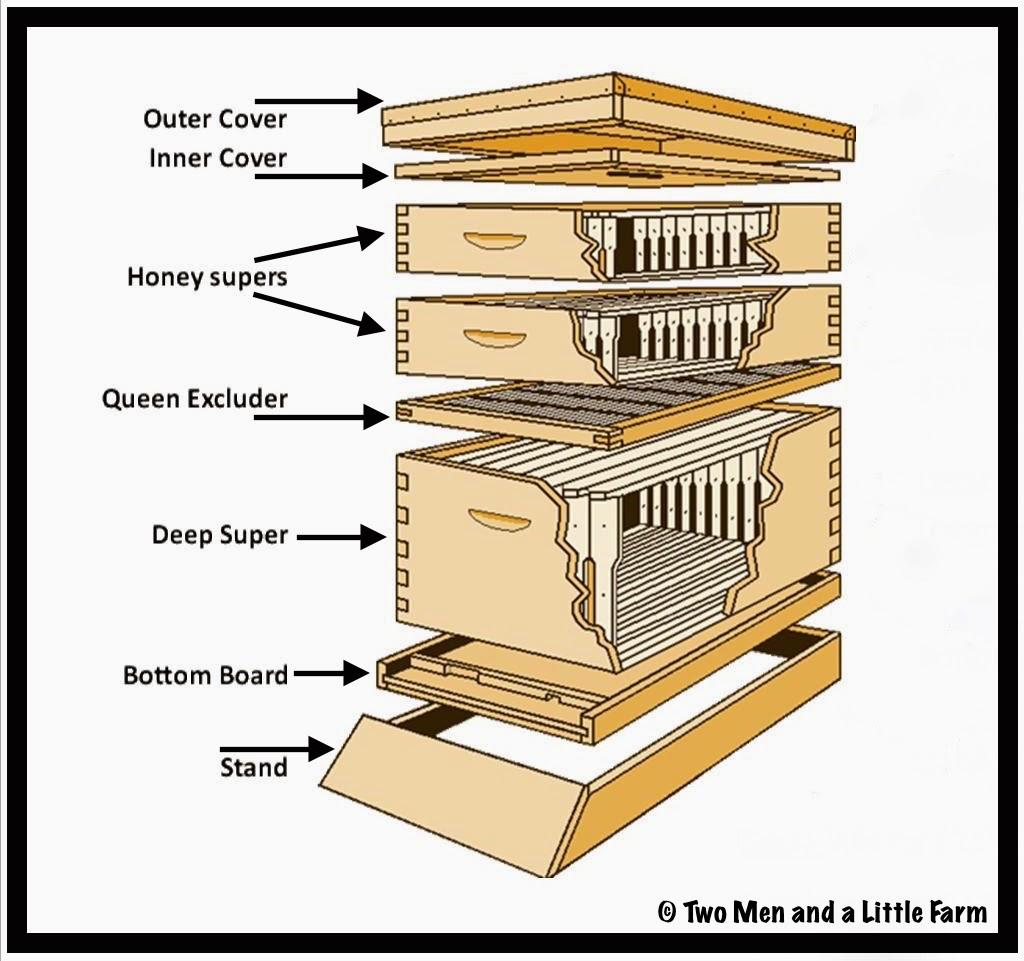 Outer Cover
Inner Cover
Honey supers
Queen Excluder
Deep Super
Bottom Board
Stand
© Two Men and a Little Farm